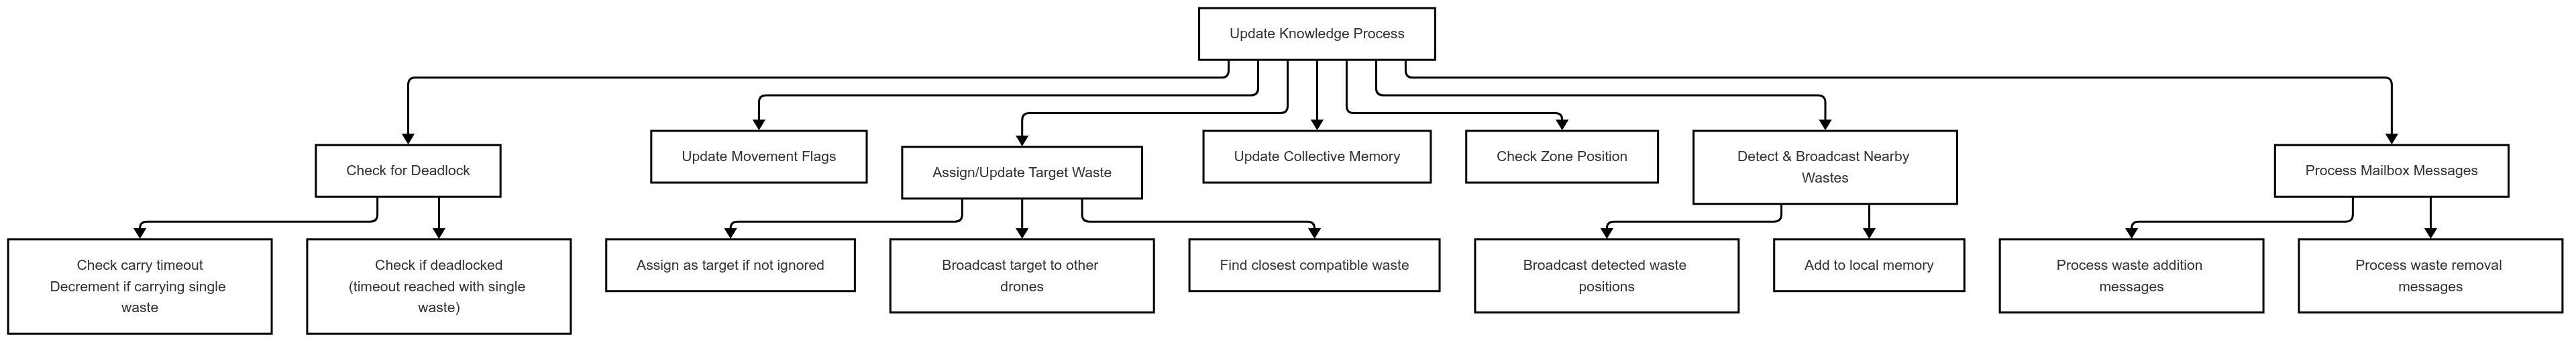 Update Knowledge Process
Check for Deadlock
Update Movement Flags
Assign/Update Target Waste
Update Collective Memory
Check Zone Position
Detect & Broadcast Nearby
Wastes
Process Mailbox Messages
Check carry timeout
Decrement if carrying single
waste
Check if deadlocked
(timeout reached with single
waste)
Assign as target if not ignored
Broadcast target to other
drones
Find closest compatible waste
Broadcast detected waste
positions
Add to local memory
Process waste addition
messages
Process waste removal
messages